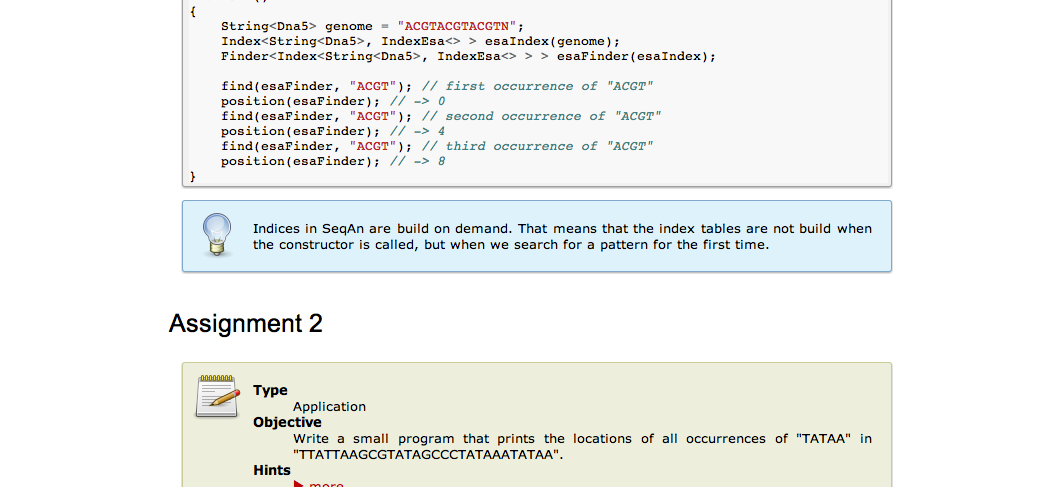 {
String<Dna5> genome = "ACGTACGTACGTN";
Index<String<Dna5>, IndexEsa<> > esaIndex(genome);
Finder<Index<String<Dna5>, IndexEsa<> > > esaFinder(esaIndex);
find(esaFinder, "ACGT"); // first occurrence of "ACGT"
position(esaFinder); // -> 0
find(esaFinder, "ACGT"); // second occurrence of "ACGT"
position(esaFinder); // -> 4
find(esaFinder, "ACGT"); // third occurrence of "ACGT"
position(esaFinder); // -> 8
}
Indices in SeqAn are build on demand. That means that the index tables are not build when
the constructor is called, but when we search for a pattern for the first time.
Assignment 2
Type
Application
Objective
Write a small program that prints the locations of all occurrences of "TATAA" in
"TTATTAAGCGTATAGCCCTATAAATATAA".
Hints
more